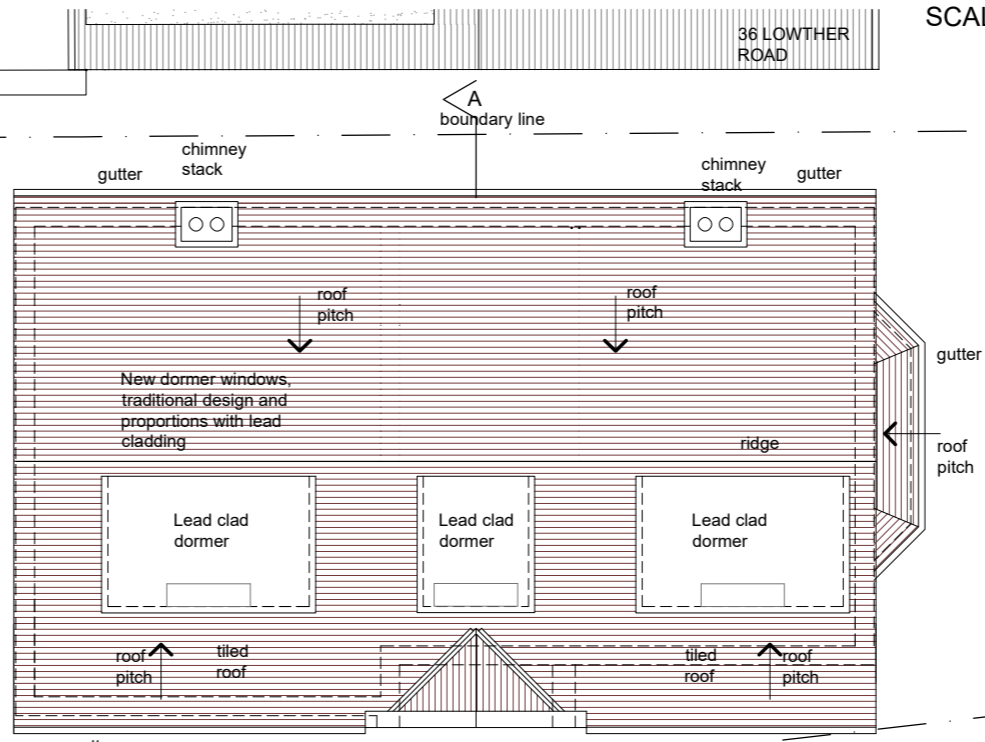 SCAL
36 LOWTHER
ROAD
A
boundary line
gutter
chimney
stack
chimney
stack
gutter
roof
pitch
roof
pitch
gutter
New dormer windows,
traditional design and
proportions with lead
cladding
ridge
roof
pitch
Lead clad
dormer
Lead clad
dormer
Lead clad
dormer
roof
pitch
tiled
roof
tiled
roof
roof
pitch